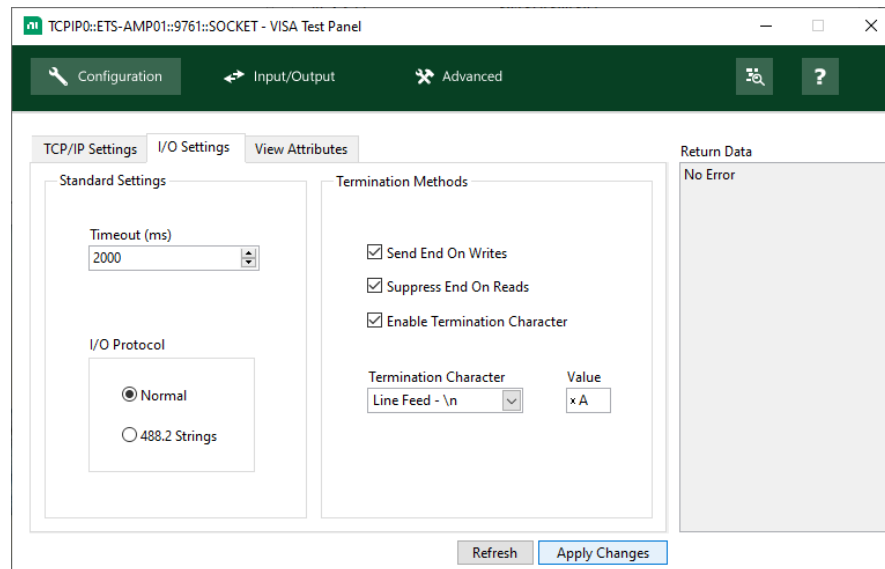 TCPIP0::ETS-AMP01::9761::SOCKET - VISA Test Panel
Configuration
Input/Output
Advanced
?
TCP/IP Settings
I/O Settings
View Attributes
Return Data
Standard Settings
Termination Methods
No Error
Timeout (ms)
2000
Send End On Writes
Suppress End On Reads
Enable Termination Character
I/O Protocol
Normal
488.2 Strings
Termination Character
Value
Line Feed - \n
x A
Refresh
Apply Changes